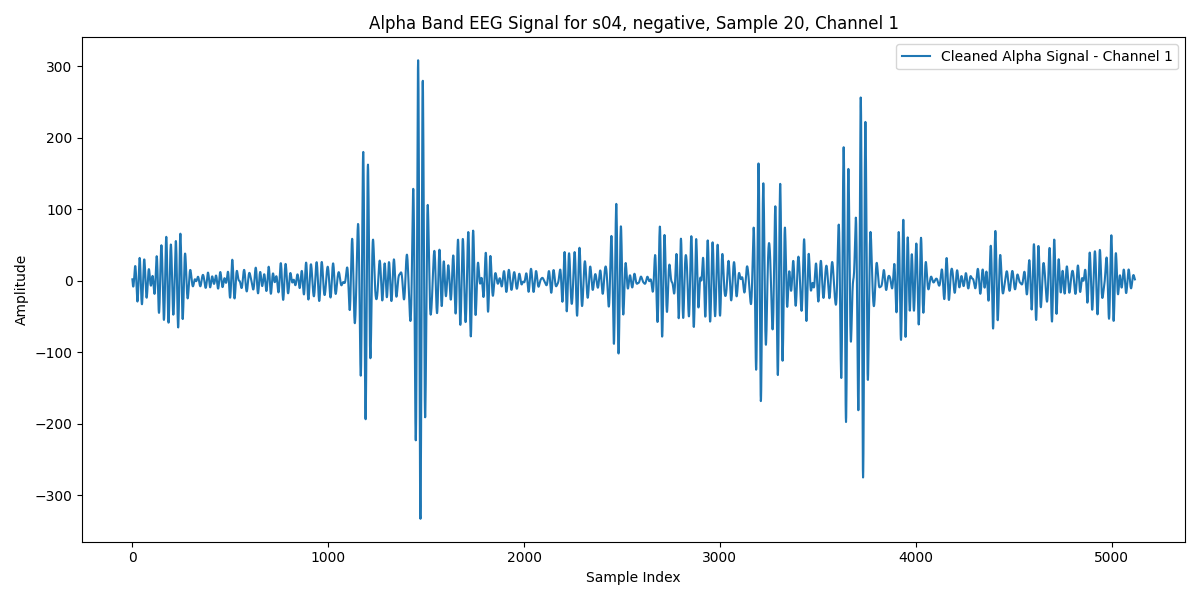 Alpha Band EEG Signal for s04, negative, Sample 20, Channel 1
Cleaned Alpha Signal - Channel 1
Amplitude
300
200
100
0
−100
−200
−300
0 1000 2000 3000 4000 5000
Sample Index